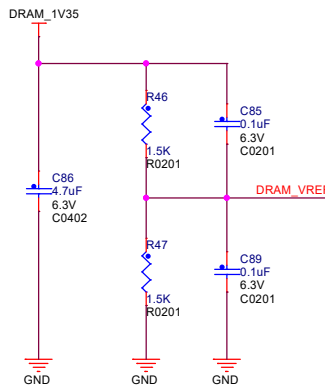 DRAM_1V35
R46
1.5K
R0201
C85
0.1uF
6.3V
C0201
C86
4.7uF
6.3V
C0402
DRAM_VREF
R47
1.5K
R0201
C89
0.1uF
6.3V
C0201
GND
GND
GND